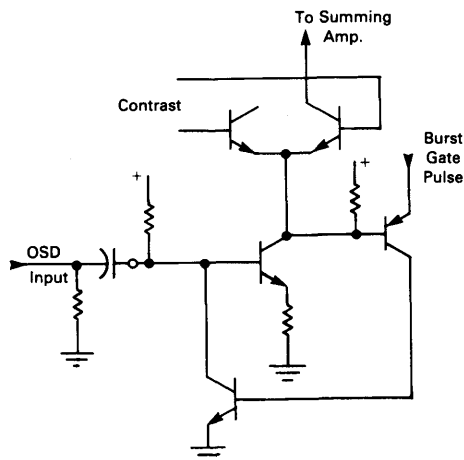 To Summing
Amp.
Contrast
Burst
Gate
Pulse
+
+
OSD
Input